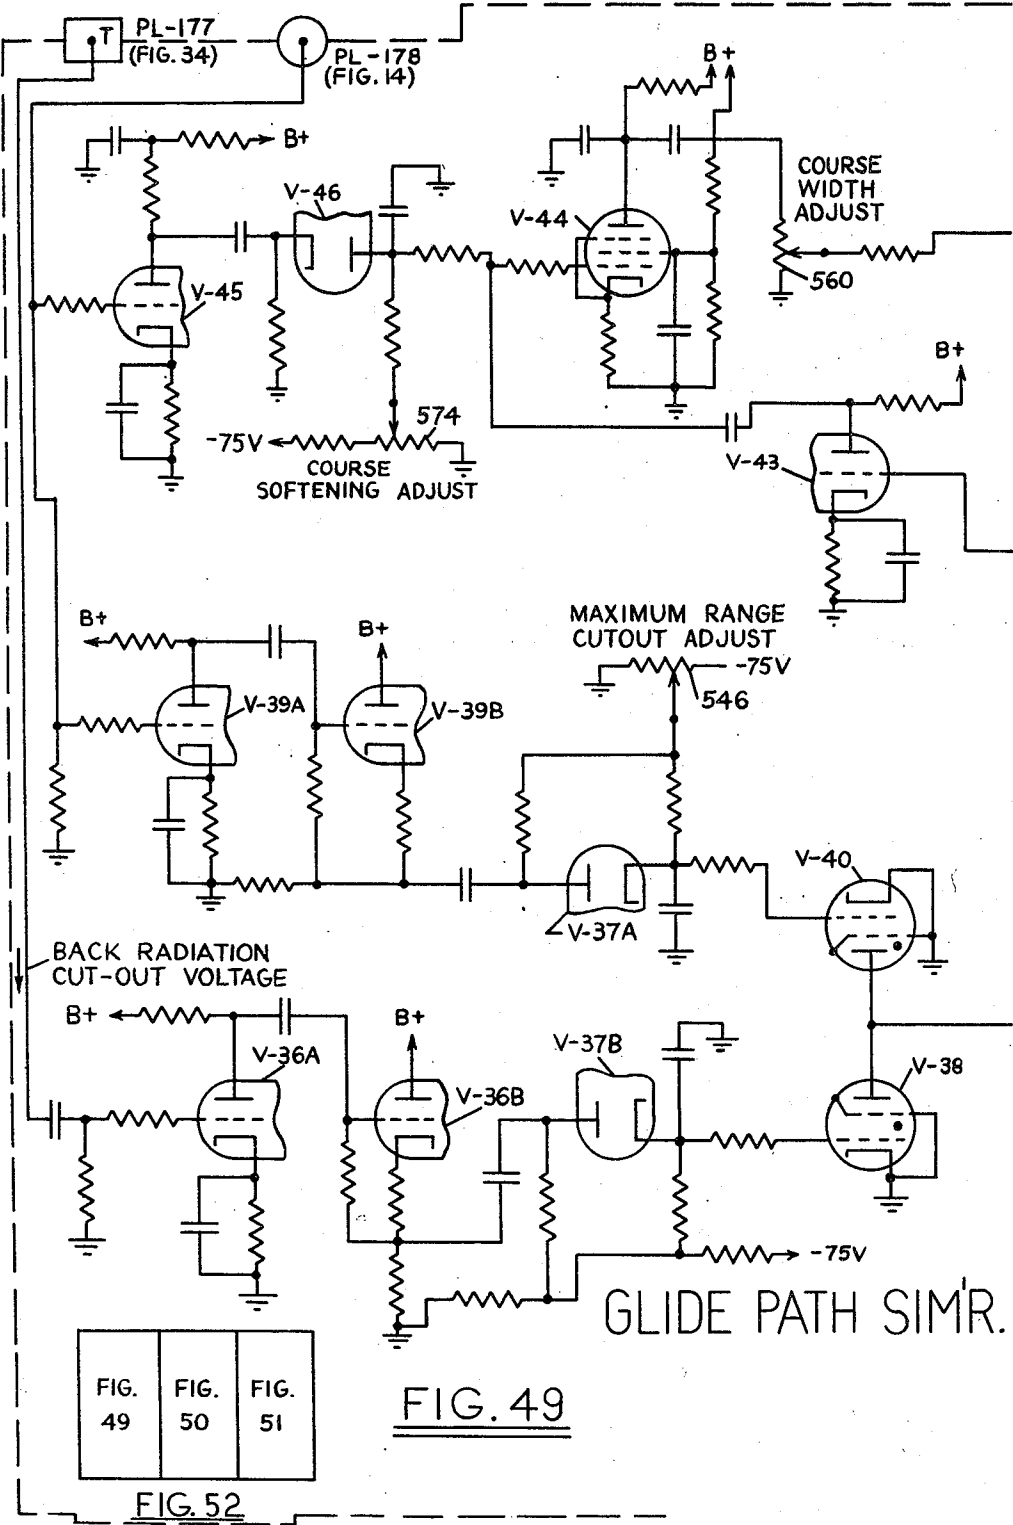 T
PL-177
(FIG. 34)
PL-178
(FIG. 14)
B+
B+
COURSE
WIDTH
ADJUST
V-46
V-44
560
V-45
B+
574
-75V
COURSE
SOFTENING ADJUST
V-43
B+
B+
MAXIMUM RANGE
CUTOUT ADJUST
-75V
546
V-39A
V-39B
V-40
V-37A
BACK RADIATION
CUT-OUT VOLTAGE
B+
B+
V-37B
V-36A
V-38
V-36B
-75V
GLIDE PATH SIM'R.
FIG.
49
FIG.
50
FIG.
51
FIG. 49
FIG. 52